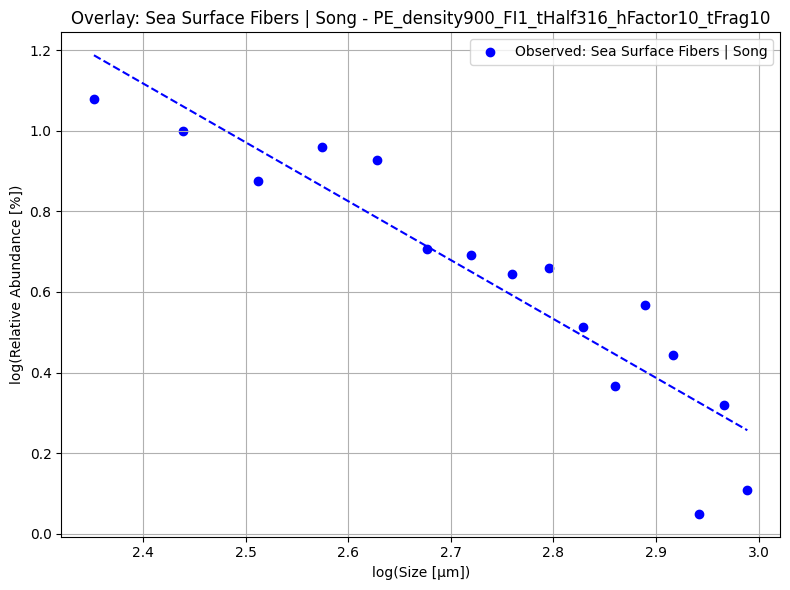 Overlay: Sea Surface Fibers | Song - PE_density900_FI1_tHalf316_hFactor10_tFrag10
Observed: Sea Surface Fibers | Song
log(Relative Abundance [%])
1.2
1.0
0.8
0.6
0.4
0.2
0.0
2.4 2.5 2.6 2.7 2.8 2.9 3.0
log(Size [µm])